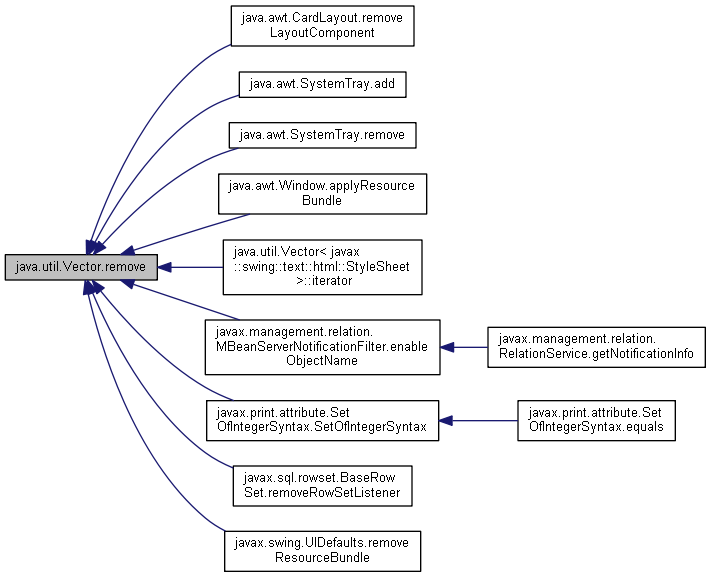 java.awt.CardLayout.remove
LayoutComponent
java.awt.SystemTray.add
java.awt.SystemTray.remove
java.awt.Window.applyResource
Bundle
java.util.Vector.remove
java.util.Vector< javax
::swing::text::html::StyleSheet
>::iterator
javax.management.relation.
MBeanServerNotificationFilter.enable
ObjectName
javax.management.relation.
RelationService.getNotificationInfo
javax.print.attribute.Set
OfIntegerSyntax.SetOfIntegerSyntax
javax.print.attribute.Set
OfIntegerSyntax.equals
javax.sql.rowset.BaseRow
Set.removeRowSetListener
javax.swing.UIDefaults.remove
ResourceBundle